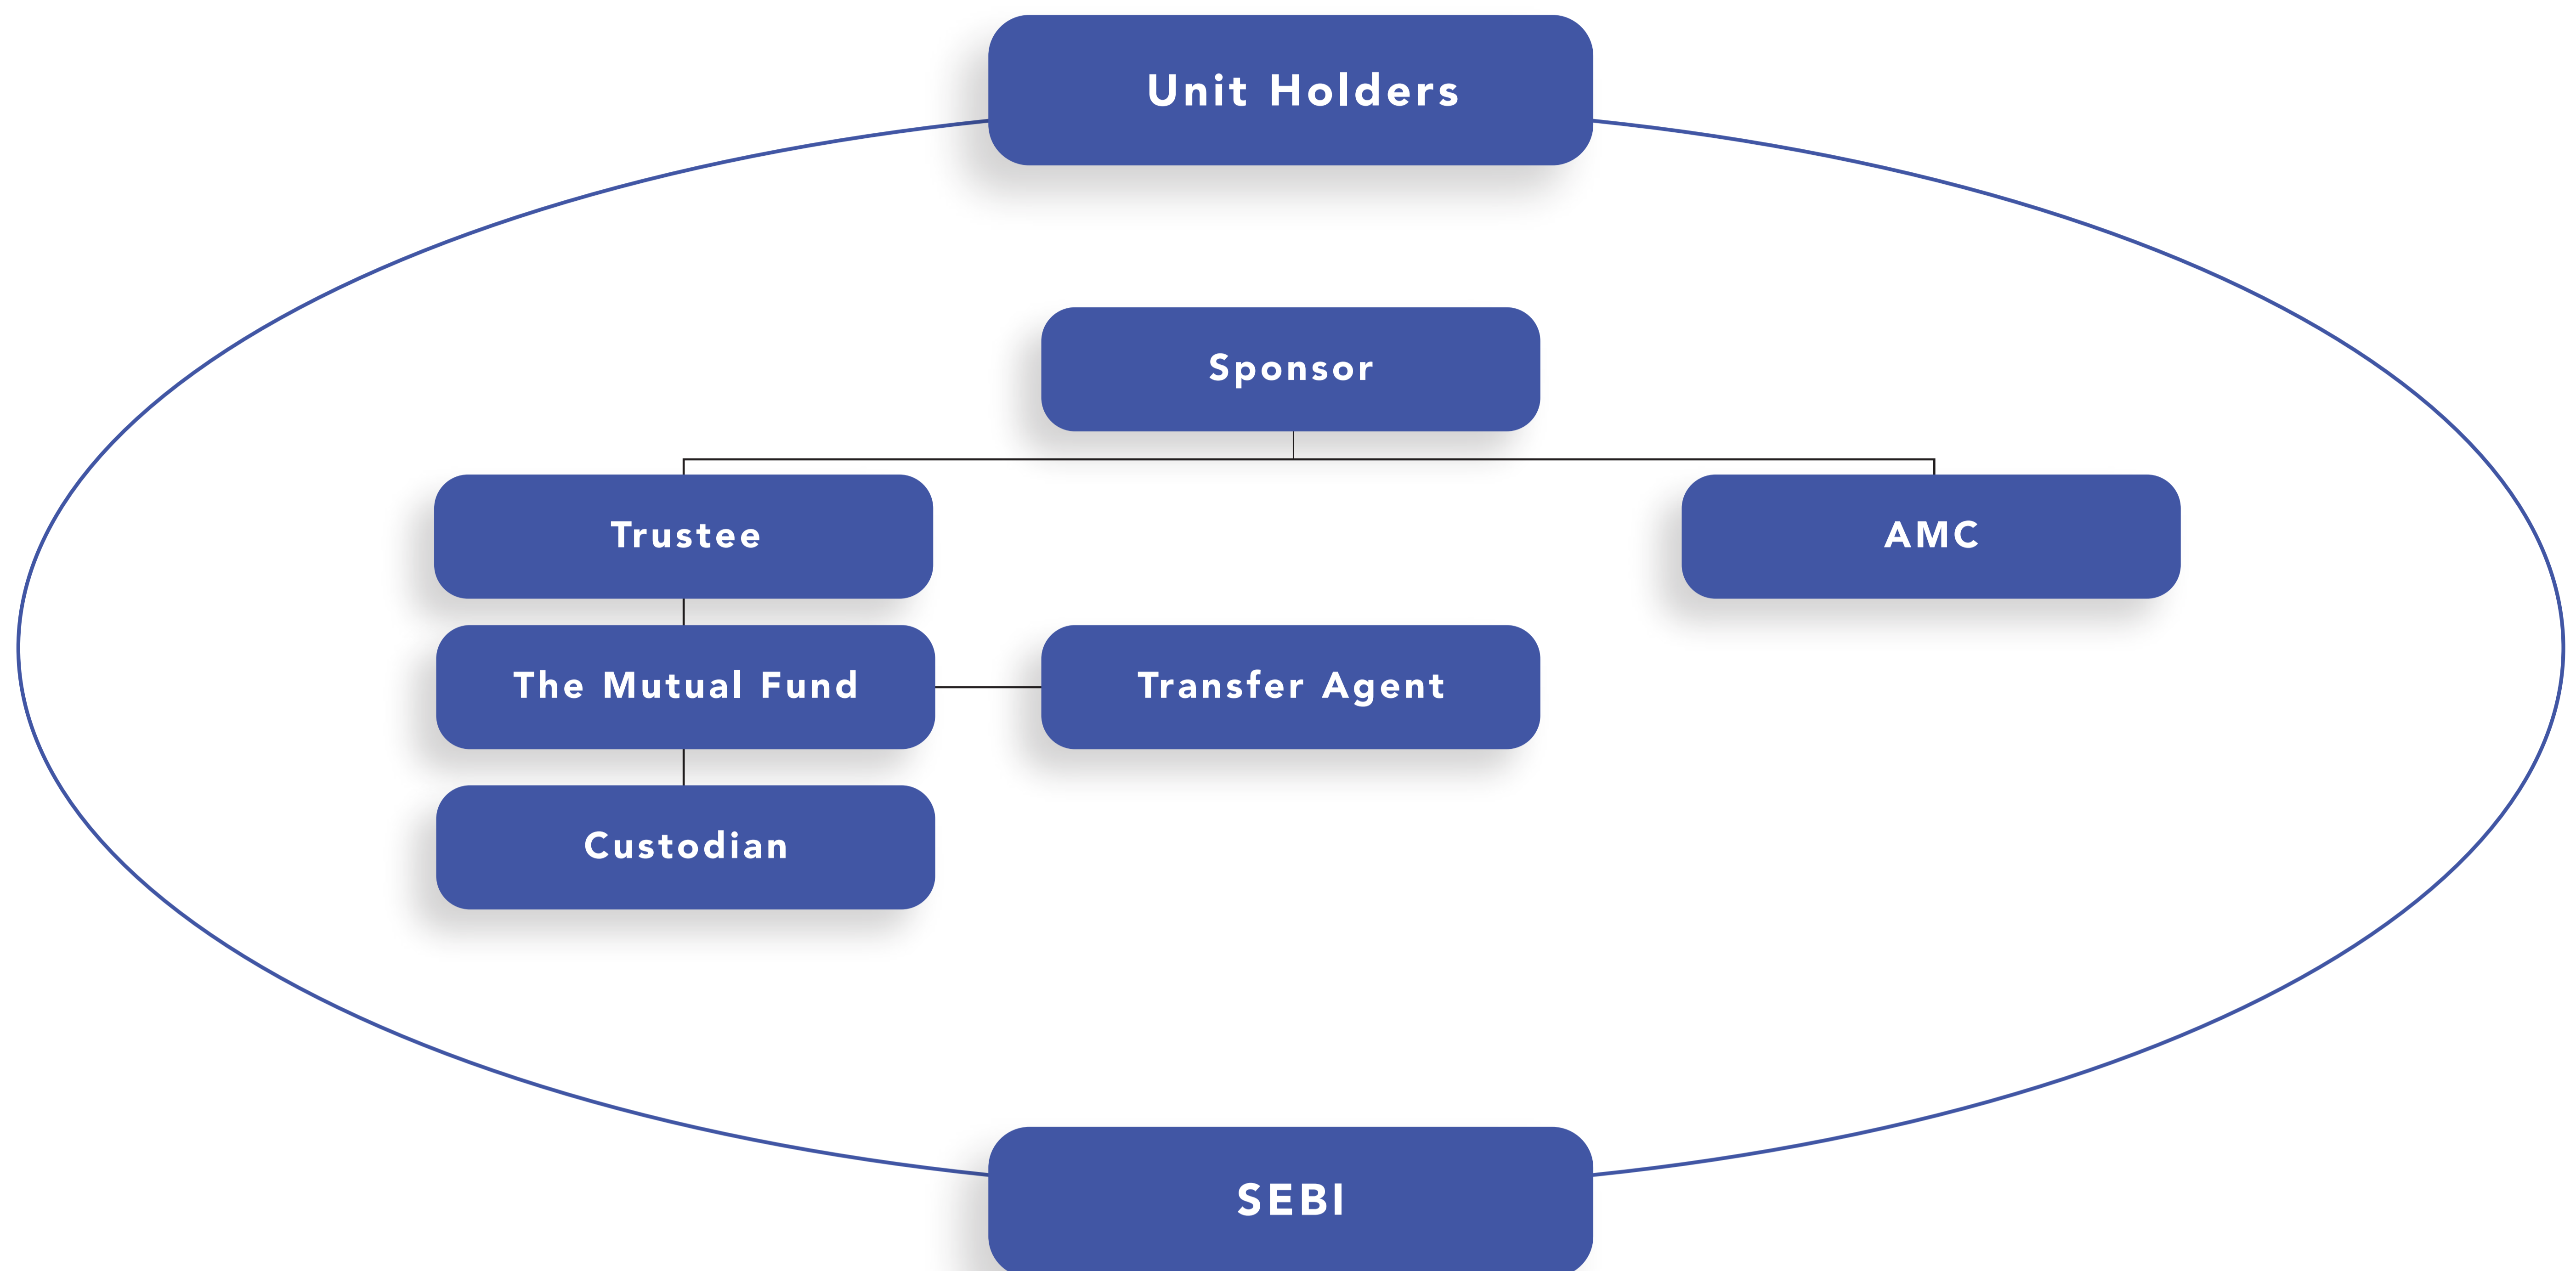 Unit Holders
Sponsor
Trustee
AMC
The Mutual Fund
Transfer Agent
Custodian
SEBI